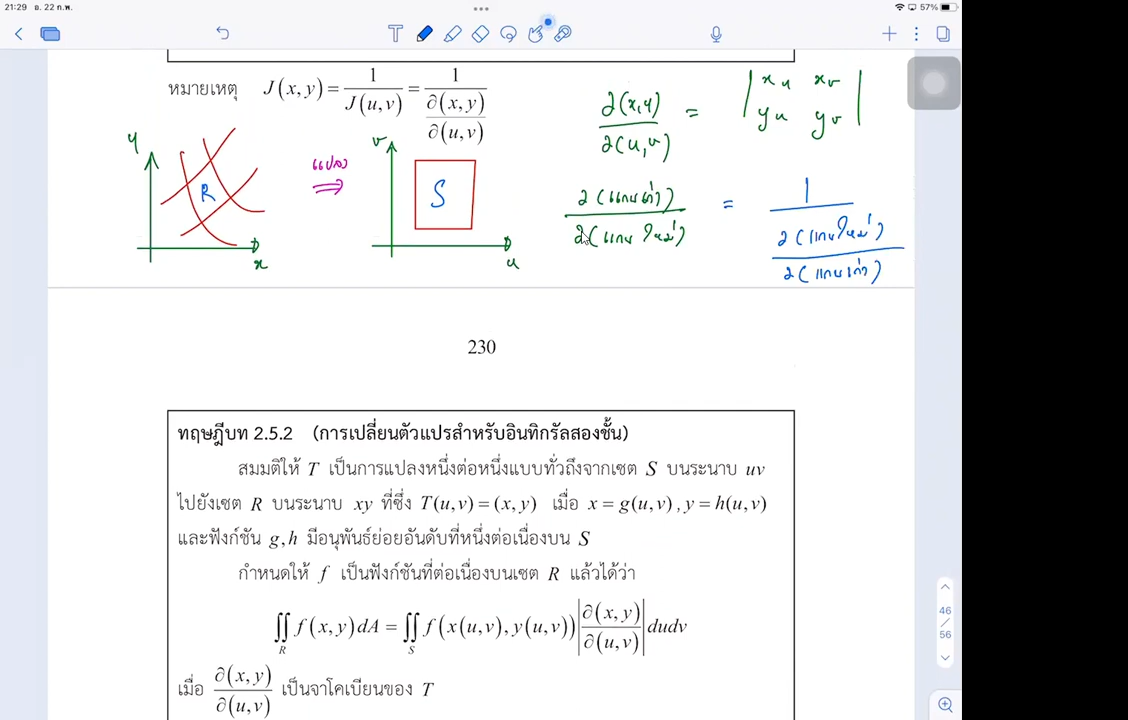 21:29 อ. 22 ก.พ.
57%
หมายเหตุ J(x, y) = 1 / J(u, v) = 1 / (∂(x, y) / ∂(u, v))
∂(x,y) / ∂(u,v) = | x_u x_v |
| y_u y_v |
y
R
x
แปลง
⇒
v
S
u
∂(แกนเก่า) / ∂(แกนใหม่) = 1 / (∂(แกนใหม่) / ∂(แกนเก่า))
230
ทฤษฎีบท 2.5.2 (การเปลี่ยนตัวแปรสำหรับอินทิกรัลสองชั้น)
สมมติให้ T เป็นการแปลงหนึ่งต่อหนึ่งแบบทั่วถึงจากเซต S บนระนาบ uv
ไปยังเซต R บนระนาบ xy ที่ซึ่ง T(u, v) = (x, y) เมื่อ x = g(u, v), y = h(u, v)
และฟังก์ชัน g, h มีอนุพันธ์ย่อยอันดับที่หนึ่งต่อเนื่องบน S
กำหนดให้ f เป็นฟังก์ชันที่ต่อเนื่องบนเซต R แล้วได้ว่า
∬_R f(x, y)dA = ∬_S f(x(u, v), y(u, v)) |∂(x, y) / ∂(u, v)| dudv
เมื่อ ∂(x, y) / ∂(u, v) เป็นจาโคเบียนของ T
46
/
56